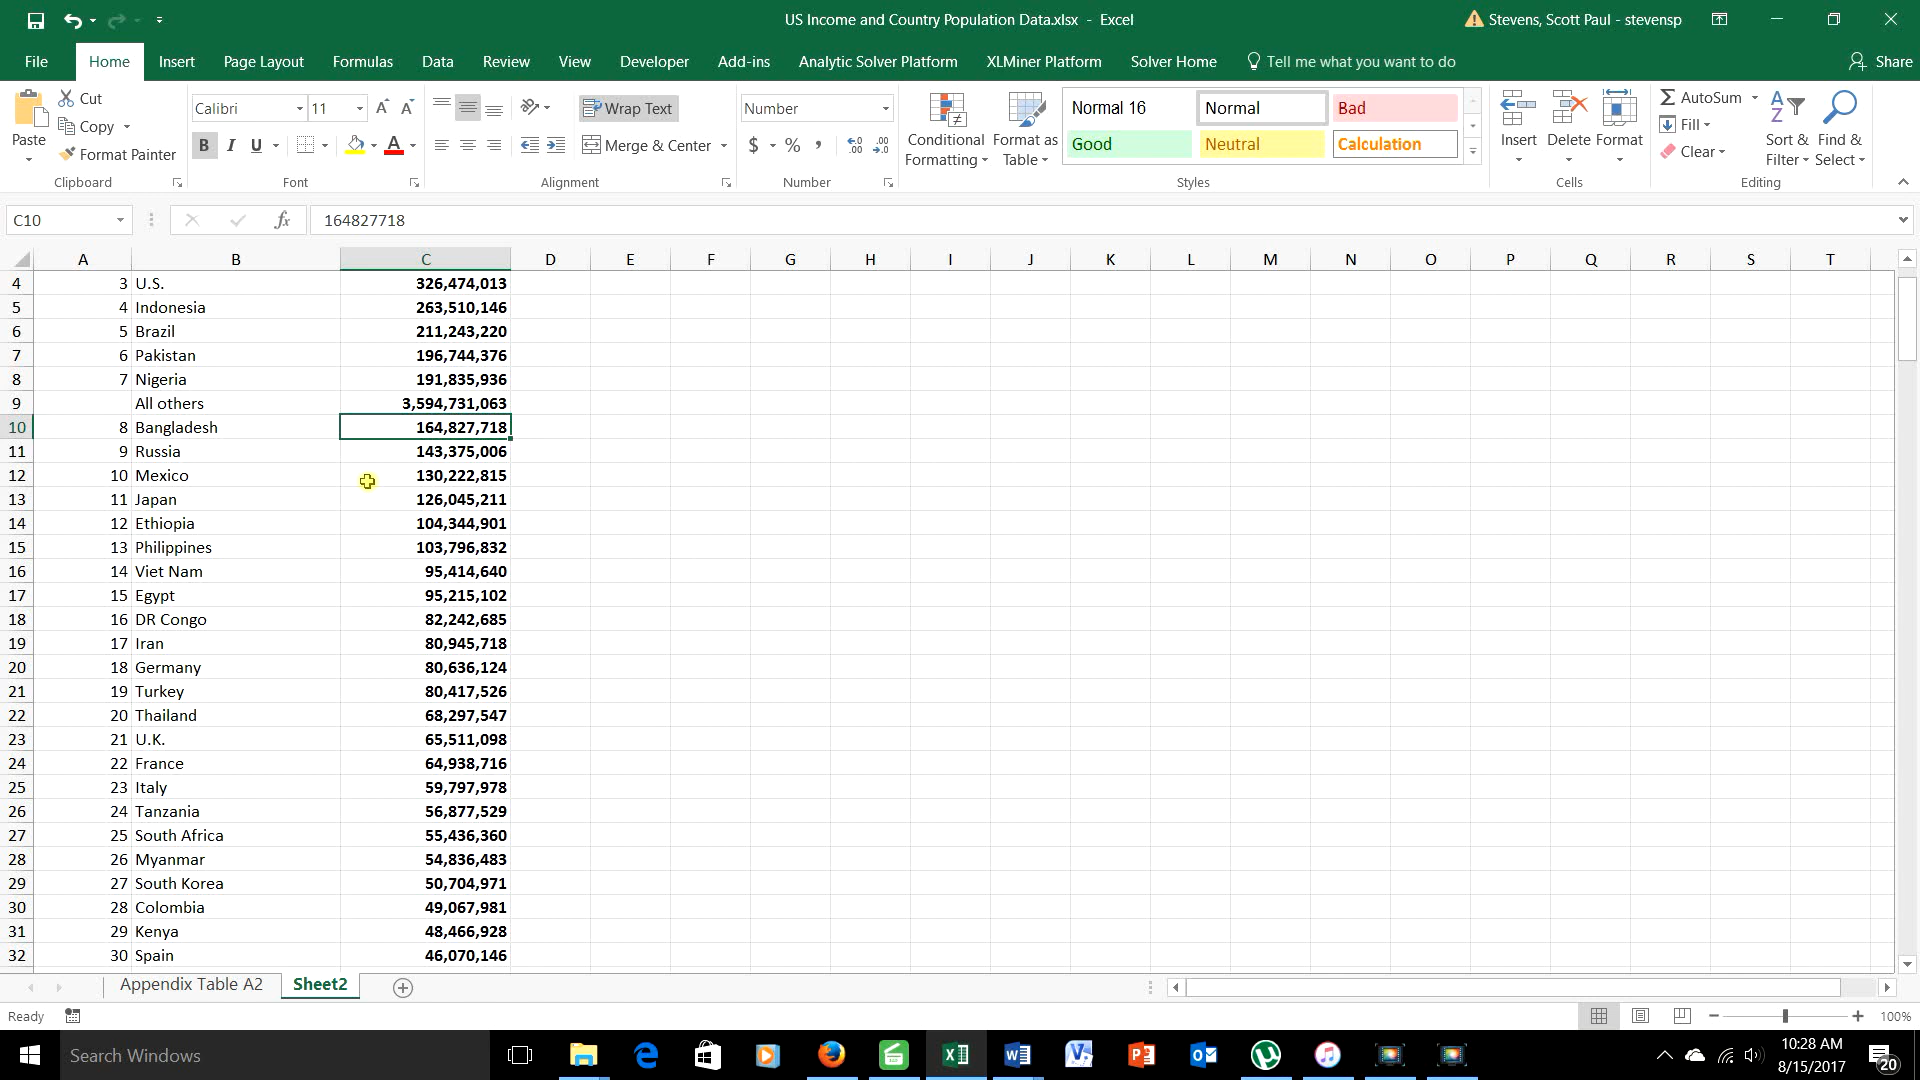 US Income and Country Population Data.xlsx - Excel
Stevens, Scott Paul - stevensp
File Home Insert Page Layout Formulas Data Review View Developer Add-ins Analytic Solver Platform XLMiner Platform Solver Home Tell me what you want to do Share
Paste
Cut
Copy
Format Painter
Clipboard
Calibri 11
B I U
Font
Wrap Text
Merge & Center
Alignment
Number
$ % ,
Number
Conditional Formatting
Format as Table
Normal 16 Normal Bad
Good Neutral Calculation
Styles
Insert Delete Format
Cells
AutoSum
Fill
Clear
Sort & Filter
Find & Select
Editing
C10 fx 164827718
A B C D E F G H I J K L M N O P Q R S T
4 3 U.S. 326,474,013
5 4 Indonesia 263,510,146
6 5 Brazil 211,243,220
7 6 Pakistan 196,744,376
8 7 Nigeria 191,835,936
9 All others 3,594,731,063
10 8 Bangladesh 164,827,718
11 9 Russia 143,375,006
12 10 Mexico 130,222,815
13 11 Japan 126,045,211
14 12 Ethiopia 104,344,901
15 13 Philippines 103,796,832
16 14 Viet Nam 95,414,640
17 15 Egypt 95,215,102
18 16 DR Congo 82,242,685
19 17 Iran 80,945,718
20 18 Germany 80,636,124
21 19 Turkey 80,417,526
22 20 Thailand 68,297,547
23 21 U.K. 65,511,098
24 22 France 64,938,716
25 23 Italy 59,797,978
26 24 Tanzania 56,877,529
27 25 South Africa 55,436,360
28 26 Myanmar 54,836,483
29 27 South Korea 50,704,971
30 28 Colombia 49,067,981
31 29 Kenya 48,466,928
32 30 Spain 46,070,146
Appendix Table A2 Sheet2
Ready 100%
Search Windows
10:28 AM
8/15/2017
20